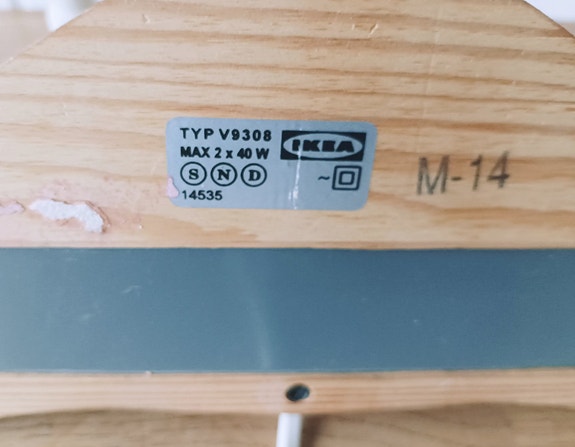 TYP V9308
IKEA
MAX 2 x 40 W
S N D
~
14535
M-14